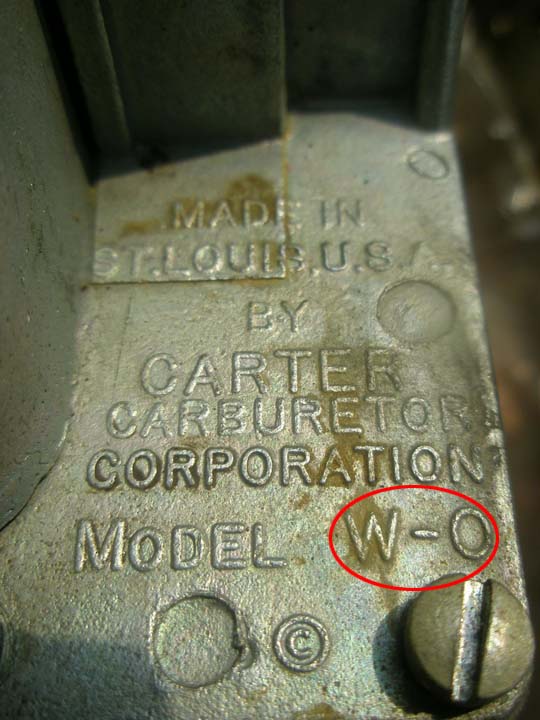 MADE IN
ST. LOUIS, U.S.A.
BY
CARTER
CARBURETOR
CORPORATION
MODEL W-O
©